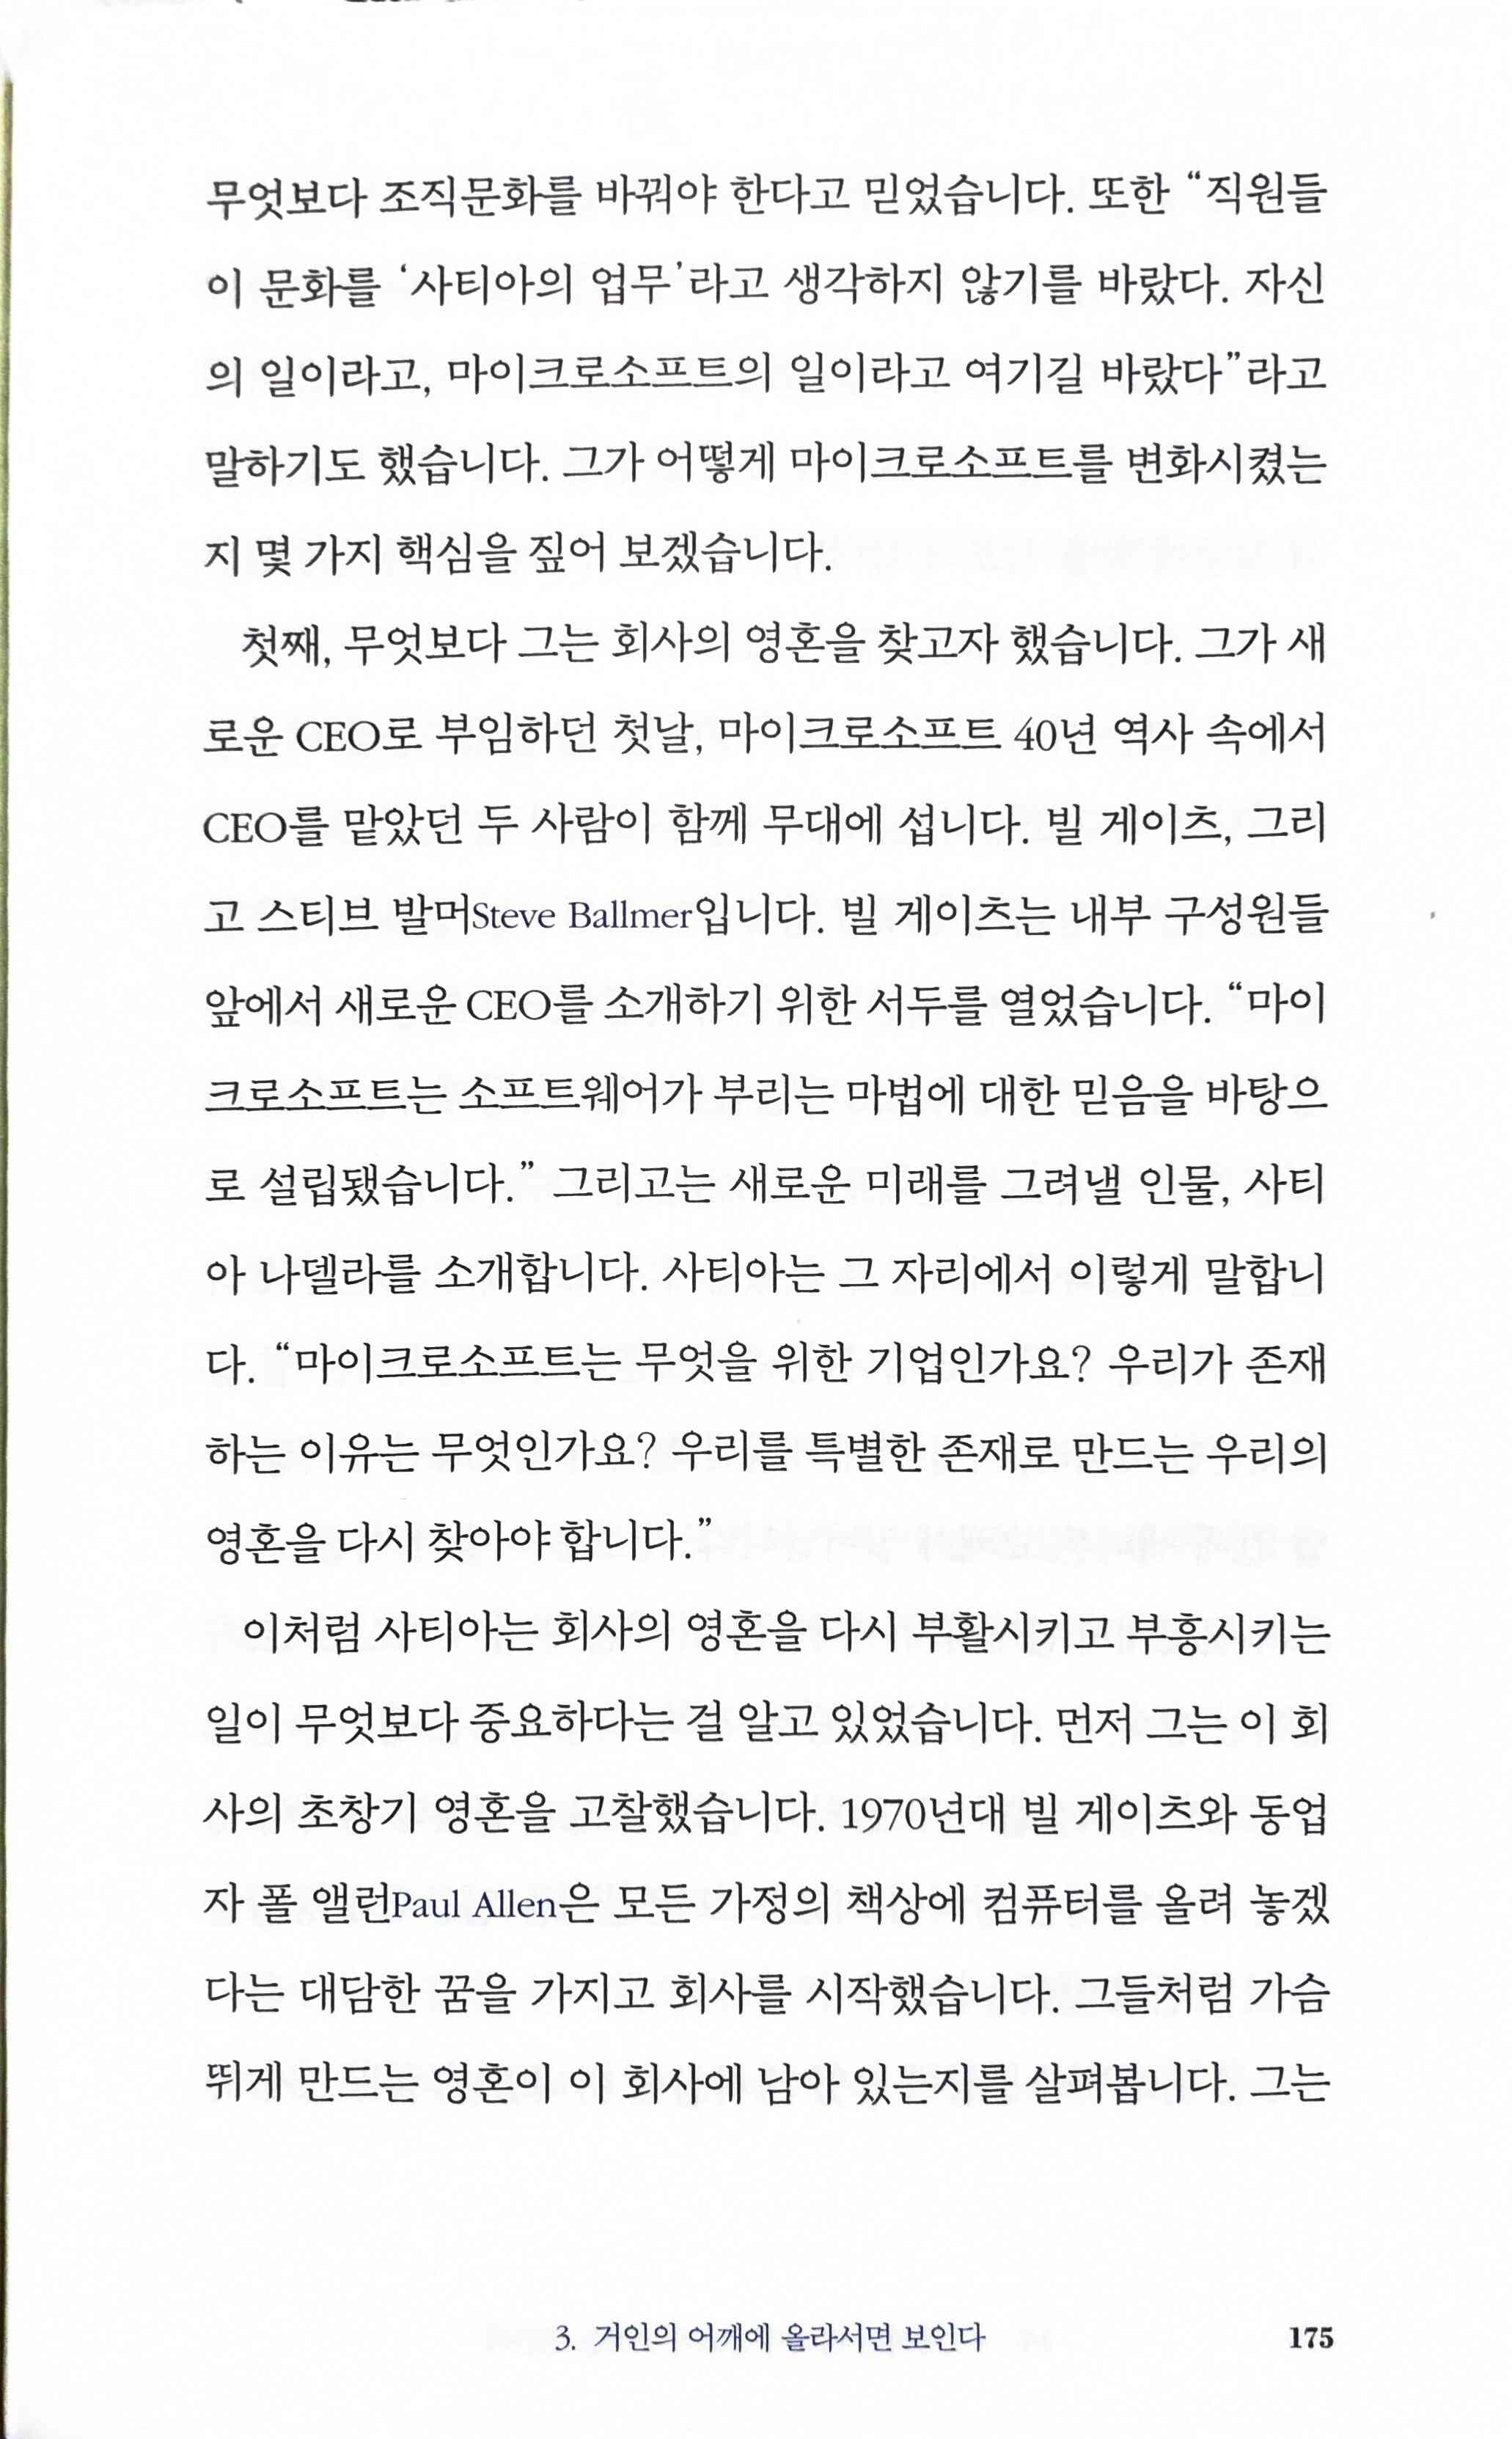 무엇보다 조직문화를 바꿔야 한다고 믿었습니다. 또한 “직원들
이 문화를 ‘사티아의 업무’라고 생각하지 않기를 바랐다. 자신
의 일이라고, 마이크로소프트의 일이라고 여기길 바랐다”라고
말하기도 했습니다. 그가 어떻게 마이크로소프트를 변화시켰는
지 몇 가지 핵심을 짚어 보겠습니다.
첫째, 무엇보다 그는 회사의 영혼을 찾고자 했습니다. 그가 새
로운 CEO로 부임하던 첫날, 마이크로소프트 40년 역사 속에서
CEO를 맡았던 두 사람이 함께 무대에 섭니다. 빌 게이츠, 그리
고 스티브 발머Steve Ballmer입니다. 빌 게이츠는 내부 구성원들
앞에서 새로운 CEO를 소개하기 위한 서두를 열었습니다. “마이
크로소프트는 소프트웨어가 부리는 마법에 대한 믿음을 바탕으
로 설립됐습니다.” 그리고는 새로운 미래를 그려낼 인물, 사티
아 나델라를 소개합니다. 사티아는 그 자리에서 이렇게 말합니
다. “마이크로소프트는 무엇을 위한 기업인가요? 우리가 존재
하는 이유는 무엇인가요? 우리를 특별한 존재로 만드는 우리의
영혼을 다시 찾아야 합니다.”
이처럼 사티아는 회사의 영혼을 다시 부활시키고 부흥시키는
일이 무엇보다 중요하다는 걸 알고 있었습니다. 먼저 그는 이 회
사의 초창기 영혼을 고찰했습니다. 1970년대 빌 게이츠와 동업
자 폴 앨런Paul Allen은 모든 가정의 책상에 컴퓨터를 올려 놓겠
다는 대담한 꿈을 가지고 회사를 시작했습니다. 그들처럼 가슴
뛰게 만드는 영혼이 이 회사에 남아 있는지를 살펴봅니다. 그는
3. 거인의 어깨에 올라서면 보인다 175